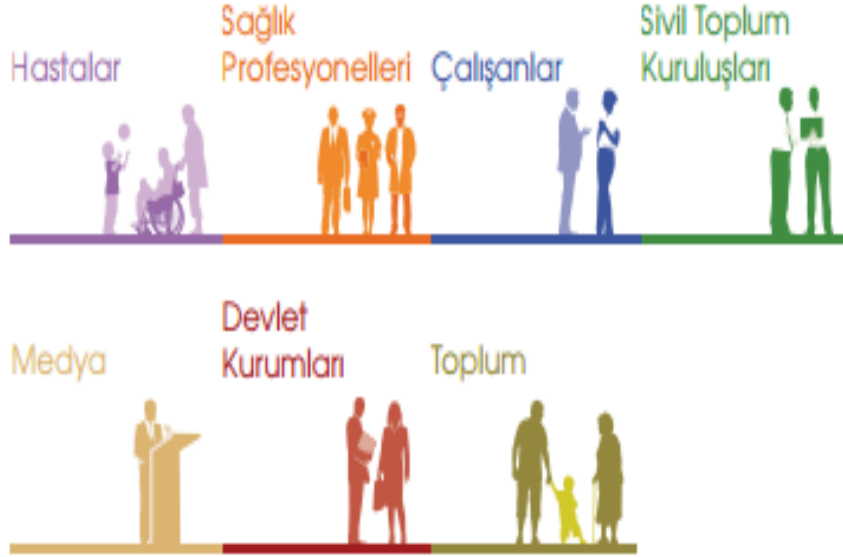 Hastalar
Sağlık
Profesyonelleri
Çalışanlar
Sivil Toplum
Kuruluşları
Medya
Devlet
Kurumları
Toplum